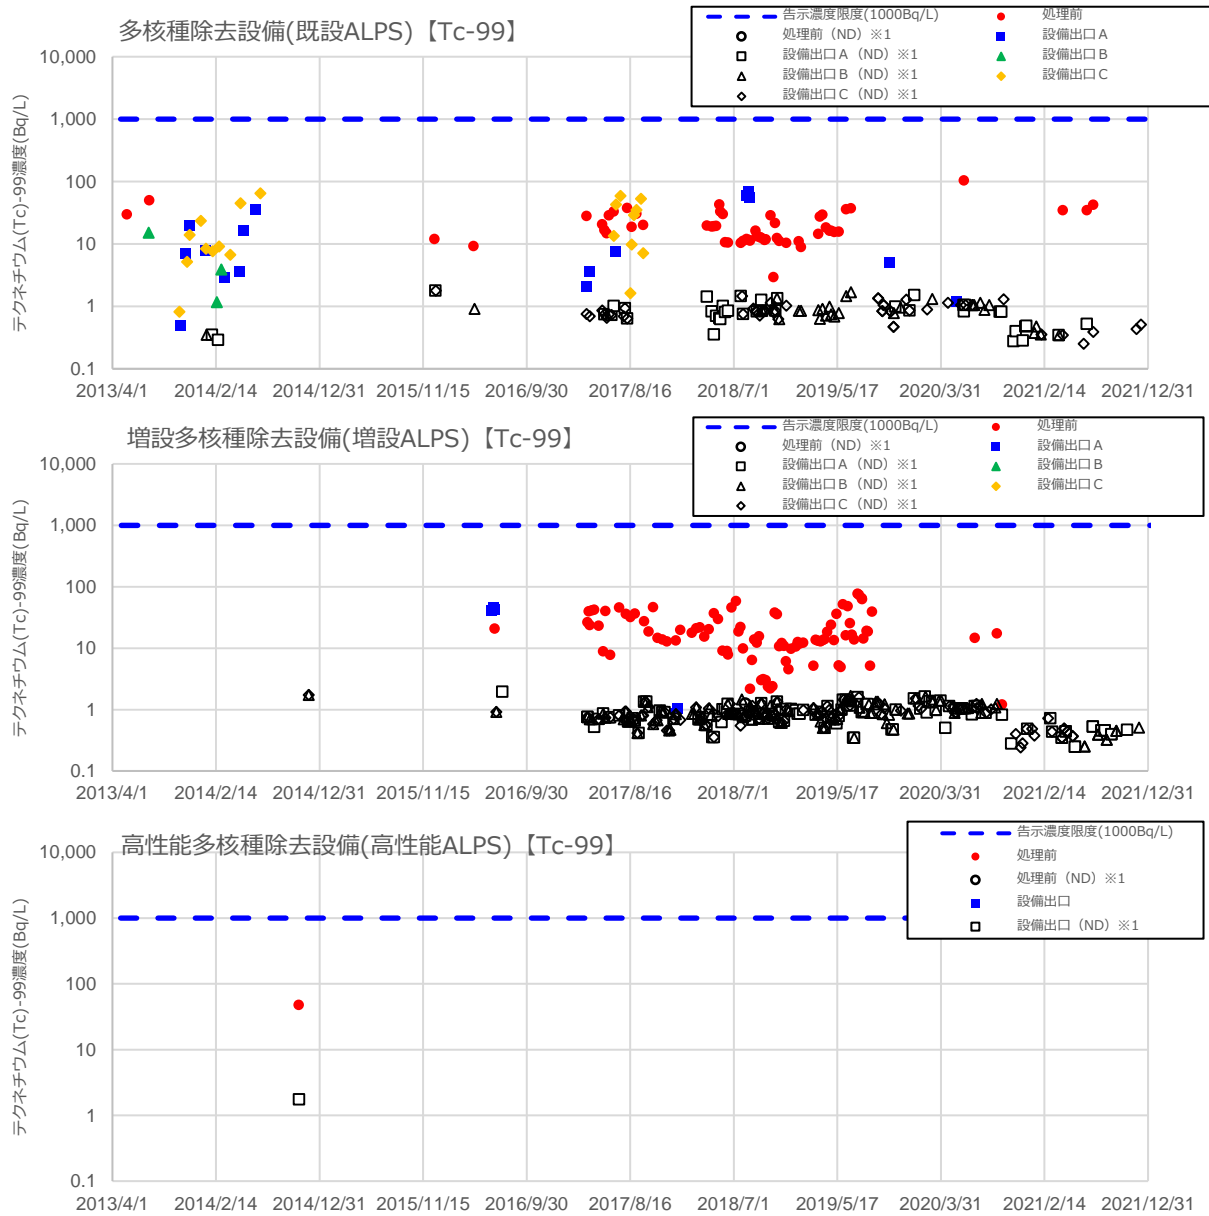 多核種除去設備(既設ALPS)【Tc-99】
告示濃度限度(1000Bq/L)
処理前
処理前（ND）※1
設備出口A
設備出口A（ND）※1
設備出口B
設備出口B（ND）※1
設備出口C
設備出口C（ND）※1
テクネチウム(Tc)-99濃度(Bq/L)
10,000
1,000
100
10
1
0.1
2013/4/1 2014/2/14 2014/12/31 2015/11/15 2016/9/30 2017/8/16 2018/7/1 2019/5/17 2020/3/31 2021/2/14 2021/12/31
増設多核種除去設備(増設ALPS)【Tc-99】
告示濃度限度(1000Bq/L)
処理前
処理前（ND）※1
設備出口A
設備出口A（ND）※1
設備出口B
設備出口B（ND）※1
設備出口C
設備出口C（ND）※1
テクネチウム(Tc)-99濃度(Bq/L)
10,000
1,000
100
10
1
0.1
2013/4/1 2014/2/14 2014/12/31 2015/11/15 2016/9/30 2017/8/16 2018/7/1 2019/5/17 2020/3/31 2021/2/14 2021/12/31
高性能多核種除去設備(高性能ALPS)【Tc-99】
告示濃度限度(1000Bq/L)
処理前
処理前（ND）※1
設備出口
設備出口（ND）※1
テクネチウム(Tc)-99濃度(Bq/L)
10,000
1,000
100
10
1
0.1
2013/4/1 2014/2/14 2014/12/31 2015/11/15 2016/9/30 2017/8/16 2018/7/1 2019/5/17 2020/3/31 2021/2/14 2021/12/31